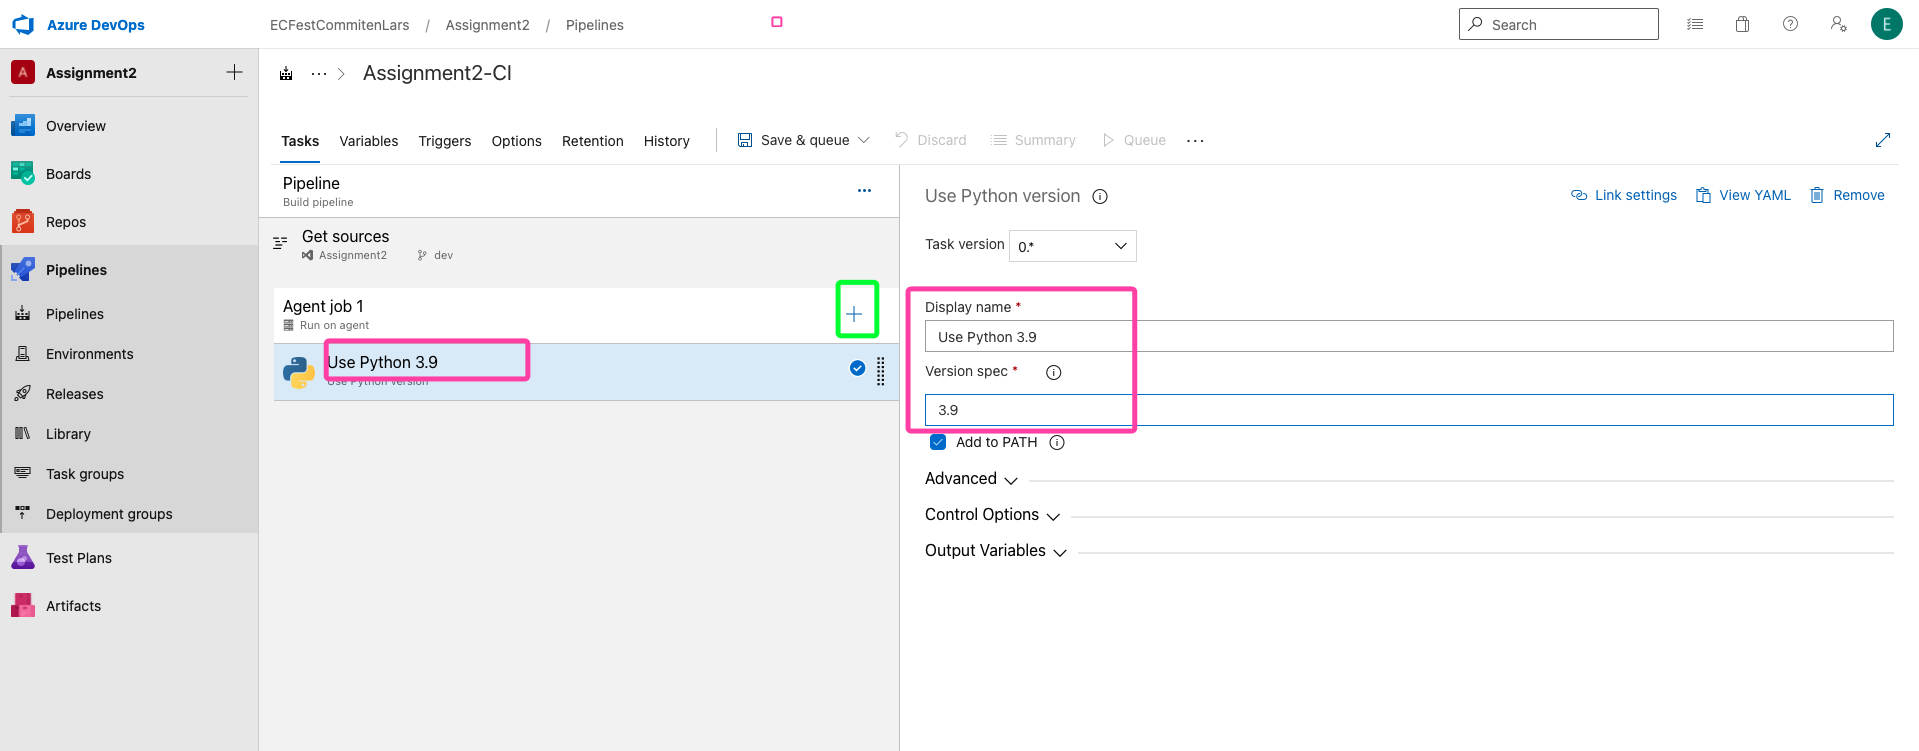 Azure DevOps
ECFestCommitenLars / Assignment2 / Pipelines
Search
E
A Assignment2
Overview
Boards
Repos
Pipelines
Pipelines
Environments
Releases
Library
Task groups
Deployment groups
Test Plans
Artifacts
Assignment2-CI
Tasks Variables Triggers Options Retention History
Save & queue Discard Summary Queue
Pipeline
Build pipeline
Get sources
Assignment2 dev
Agent job 1
Run on agent
Use Python 3.9
Use Python version
Use Python version
Link settings View YAML Remove
Task version 0.*
Display name *
Use Python 3.9
Version spec *
3.9
Add to PATH
Advanced
Control Options
Output Variables